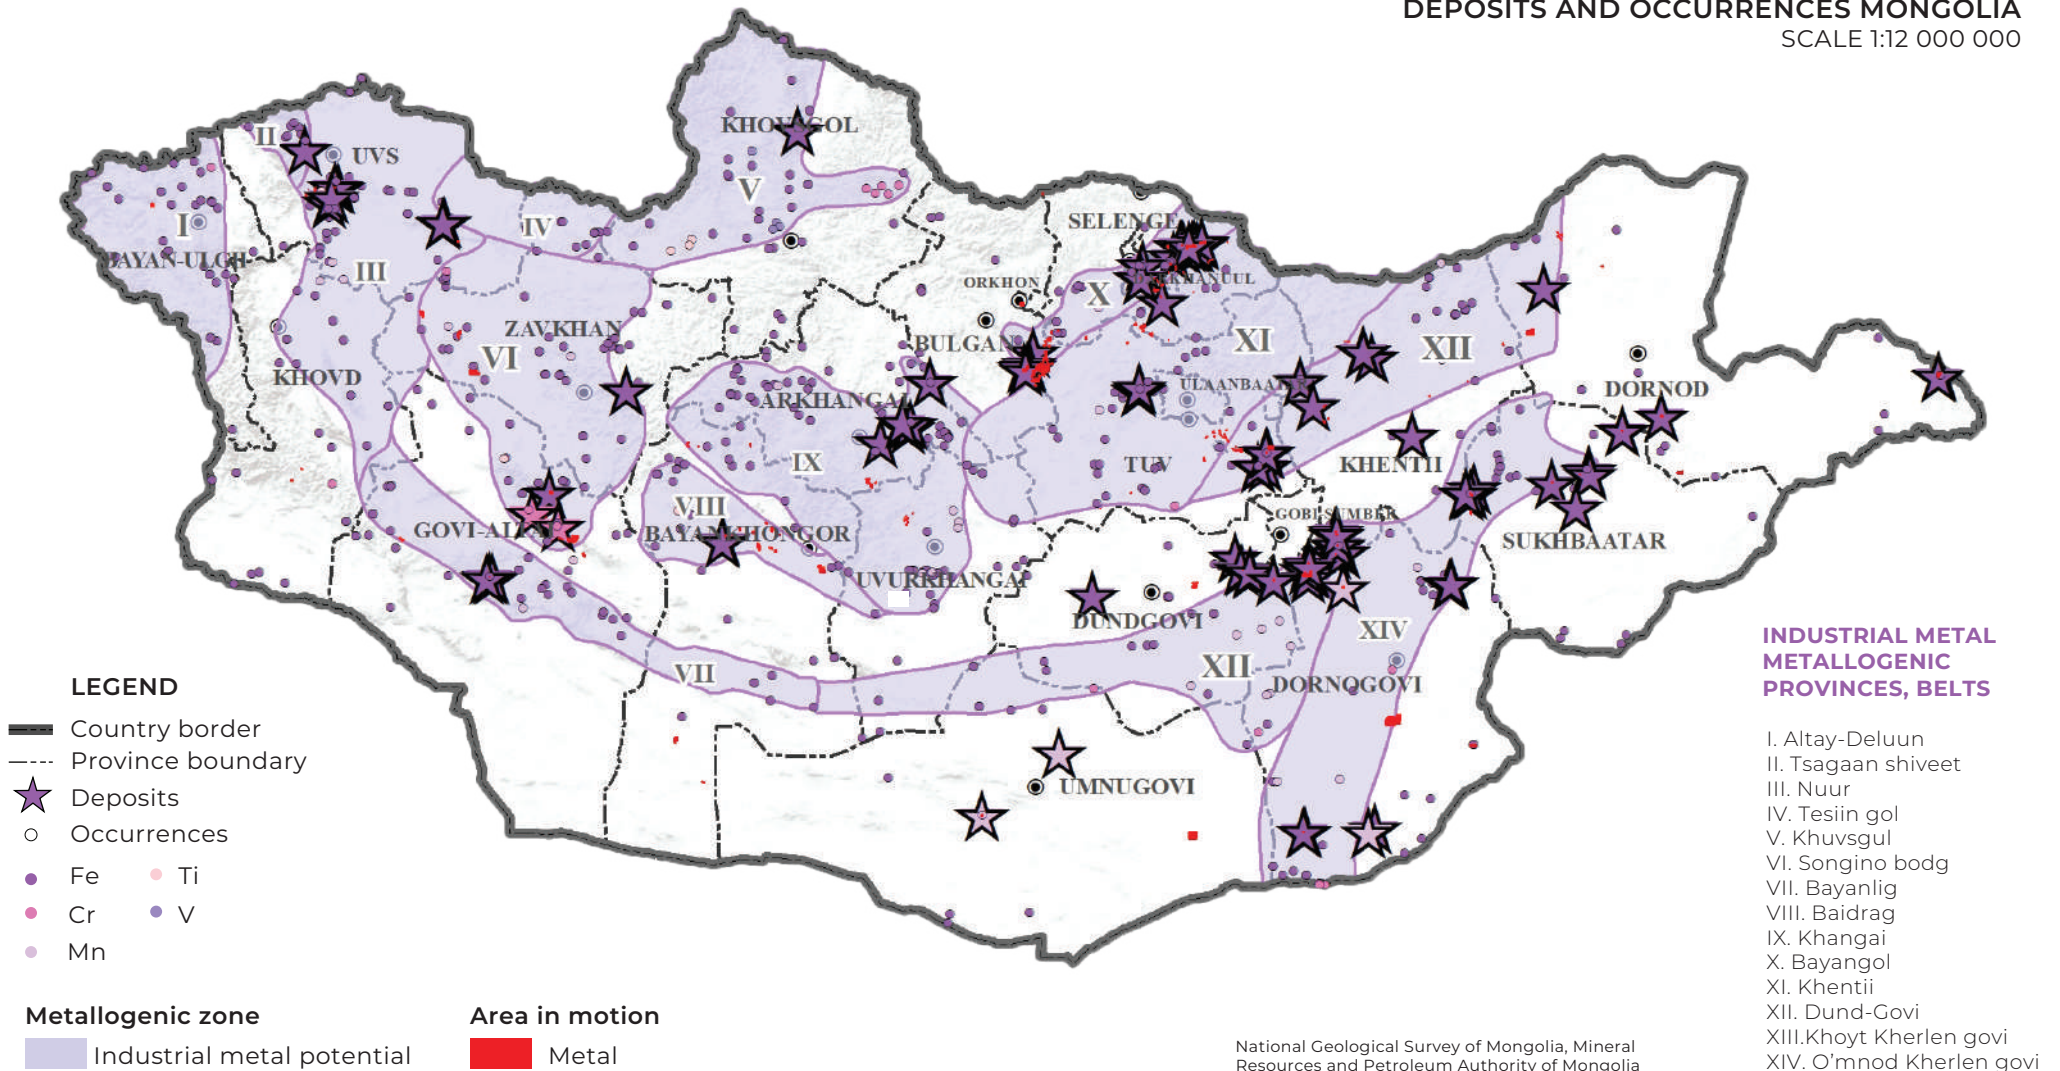 DEPOSITS AND OCCURRENCES MONGOLIA
SCALE 1:12 000 000
KHOVSGOL
II
UVS
V
I
IV
SELENGE
BAYAN-ULGII
III
ORKHON
DARKHANUUL
X
ZAVKHAN
VI
BULGAN
XI
XII
KHOVD
ARKHANGAI
ULAANBAATAR
DORNOD
IX
TUV
KHENTII
VIII
GOVI-ALTAI
BAYANKHONGOR
GOBI-SUMBER
SUKHBAATAR
UVURKHANGAI
DUNDGOVI
XIV
VII
XII
DORNOGOVI
UMNUGOVI
LEGEND
Country border
Province boundary
Deposits
Occurrences
Fe
Ti
Cr
V
Mn
Metallogenic zone
Industrial metal potential
Area in motion
Metal
INDUSTRIAL METAL
METALLOGENIC
PROVINCES, BELTS
I. Altay-Deluun
II. Tsagaan shiveet
III. Nuur
IV. Tesiin gol
V. Khuvsgul
VI. Songino bodg
VII. Bayanlig
VIII. Baidrag
IX. Khangai
X. Bayangol
XI. Khentii
XII. Dund-Govi
XIII.Khoyt Kherlen govi
XIV. O'mnod Kherlen govi
National Geological Survey of Mongolia, Mineral
Resources and Petroleum Authority of Mongolia